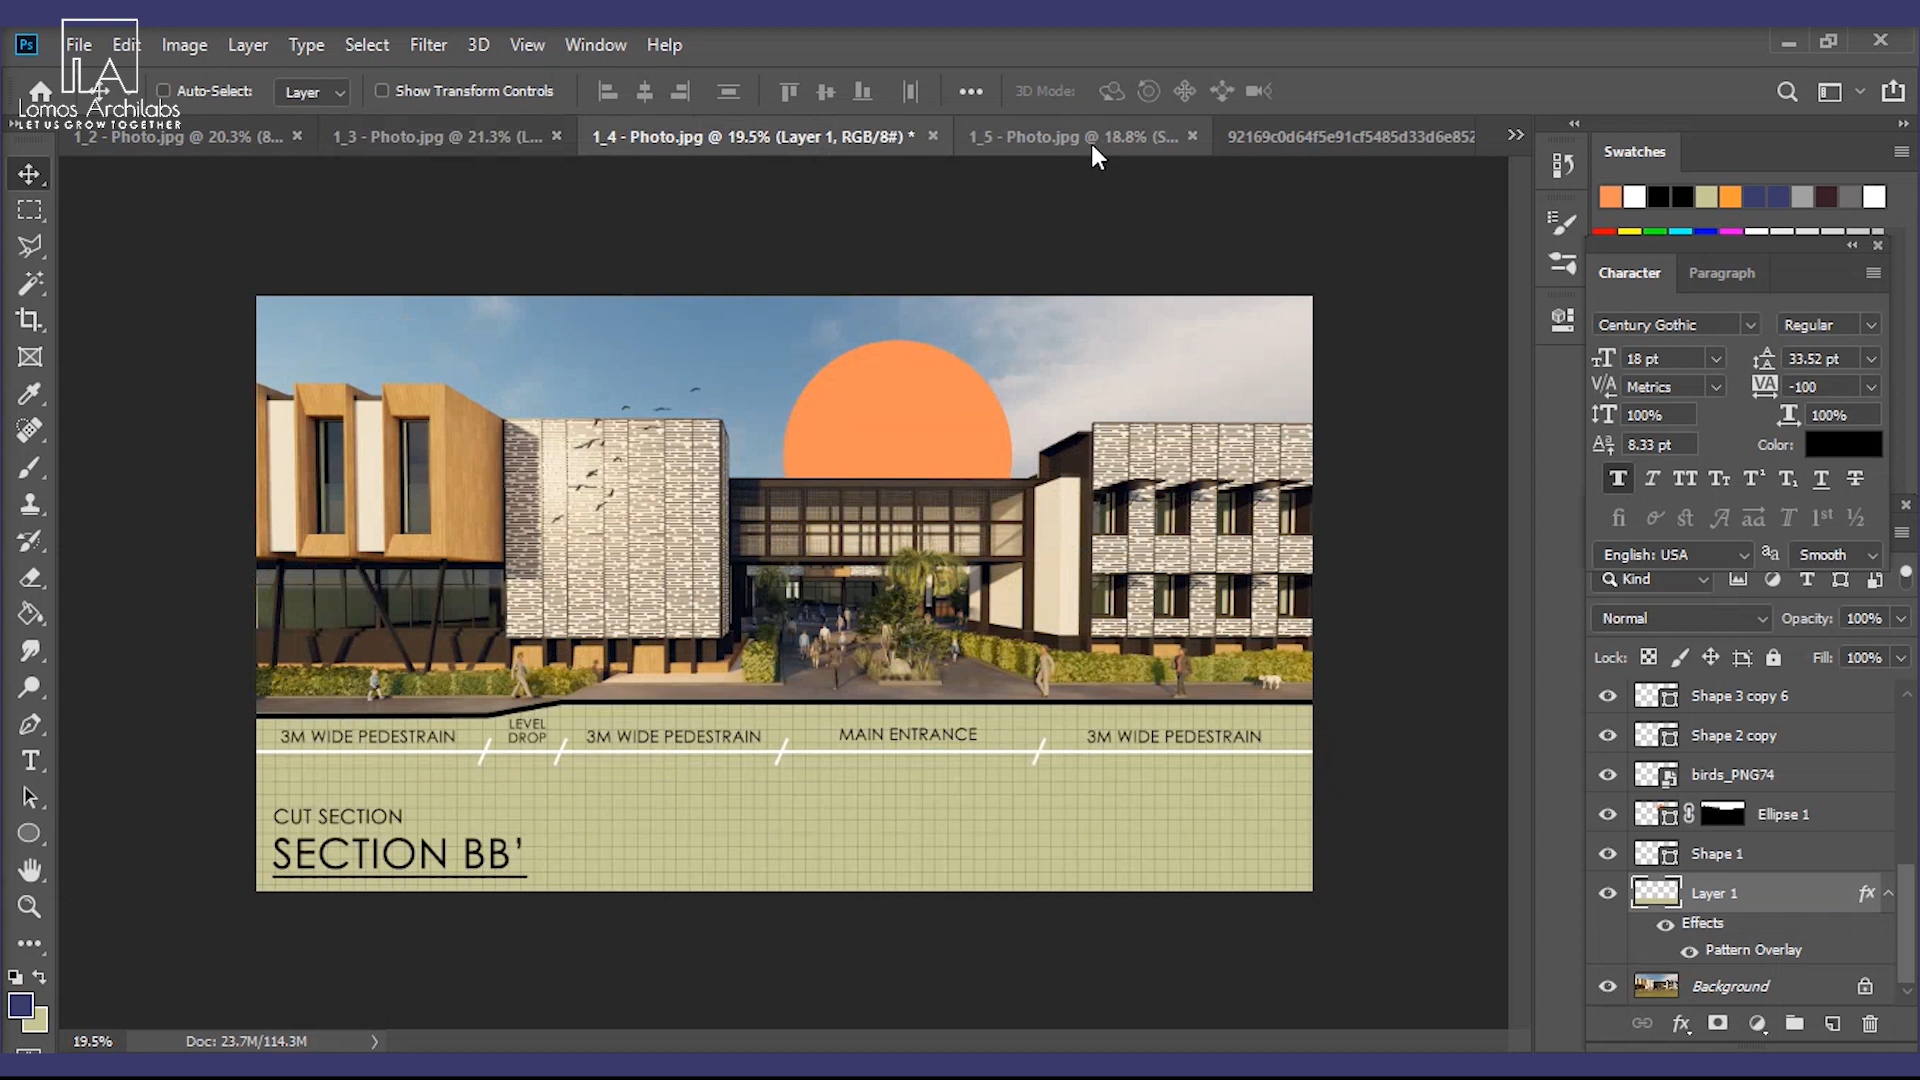 Ps File Edit Image Layer Type Select Filter 3D View Window Help
LA
Lomos Archilabs
LET US GROW TOGETHER
Auto-Select: Layer Show Transform Controls 3D Mode:
1_2 - Photo.jpg @ 20.3% (8... 1_3 - Photo.jpg @ 21.3% (L... 1_4 - Photo.jpg @ 19.5% (Layer 1, RGB/8#) * 1_5 - Photo.jpg @ 18.8% (S... 92169c0d64f5e91cf5485d33d6e852
Swatches
Character Paragraph
Century Gothic Regular
18 pt 33.52 pt
Metrics -100
100% 100%
8.33 pt Color:
English: USA Smooth
Kind
Normal Opacity: 100%
Lock: Fill: 100%
Shape 3 copy 6
Shape 2 copy
birds_PNG74
Ellipse 1
Shape 1
Layer 1 fx
Effects
Pattern Overlay
Background
LEVEL
DROP
3M WIDE PEDESTRAIN 3M WIDE PEDESTRAIN MAIN ENTRANCE 3M WIDE PEDESTRAIN
CUT SECTION
SECTION BB'
19.5% Doc: 23.7M/114.3M